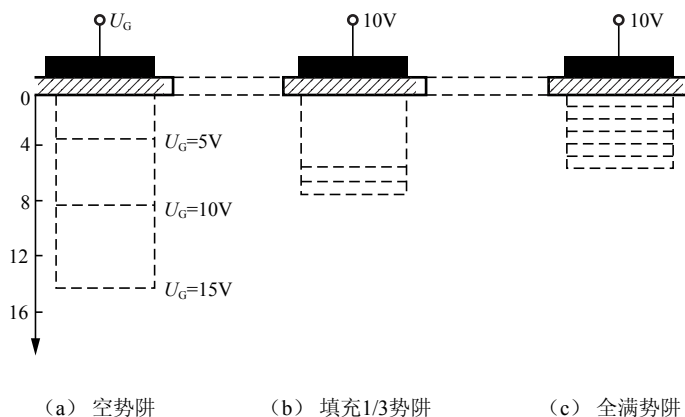 U_G
10V
10V
0
4
U_G=5V
8
U_G=10V
12
U_G=15V
16
（a） 空势阱
（b） 填充1/3势阱
（c） 全满势阱